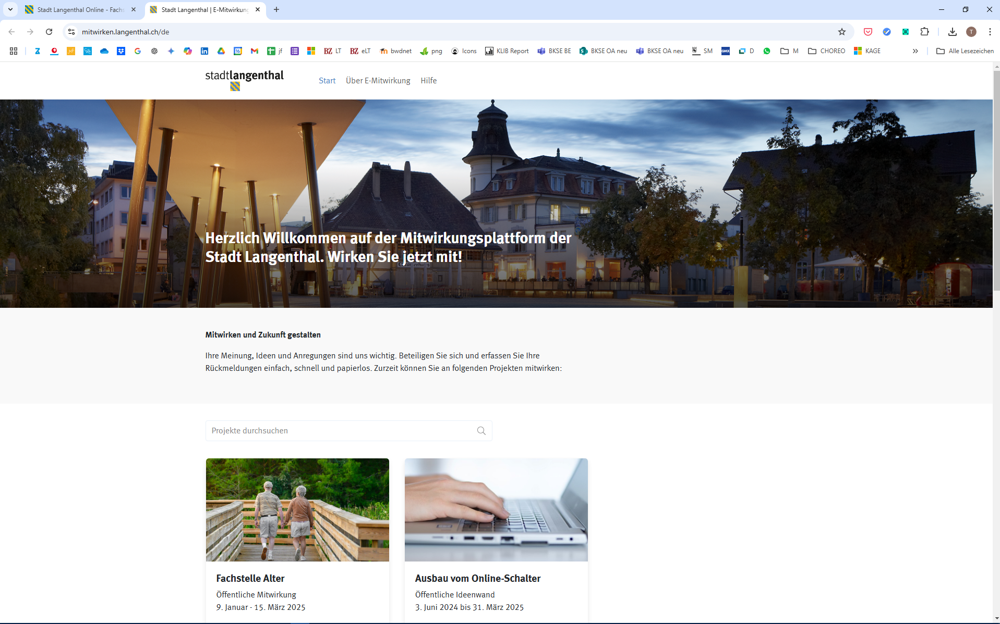 Stadt Langenthal Online - Fachs
Stadt Langenthal | E-Mitwirkung
mitwirken.langenthal.ch/de
T
jf
16
BZ LT
BZ eLT
bwdnet
png
Icons
KLIB Report
BKSE BE
BKSE OA neu
BKSE OA neu
SM
GMX
D
M
CHOREO
KAGE
Alle Lesezeichen
stadtlangenthal
Start
Über E-Mitwirkung
Hilfe
Herzlich Willkommen auf der Mitwirkungsplattform der
Stadt Langenthal. Wirken Sie jetzt mit!
Mitwirken und Zukunft gestalten
Ihre Meinung, Ideen und Anregungen sind uns wichtig. Beteiligen Sie sich und erfassen Sie Ihre
Rückmeldungen einfach, schnell und papierlos. Zurzeit können Sie an folgenden Projekten mitwirken:
Projekte durchsuchen
Fachstelle Alter
Öffentliche Mitwirkung
9. Januar - 15. März 2025
Ausbau vom Online-Schalter
Öffentliche Ideenwand
3. Juni 2024 bis 31. März 2025